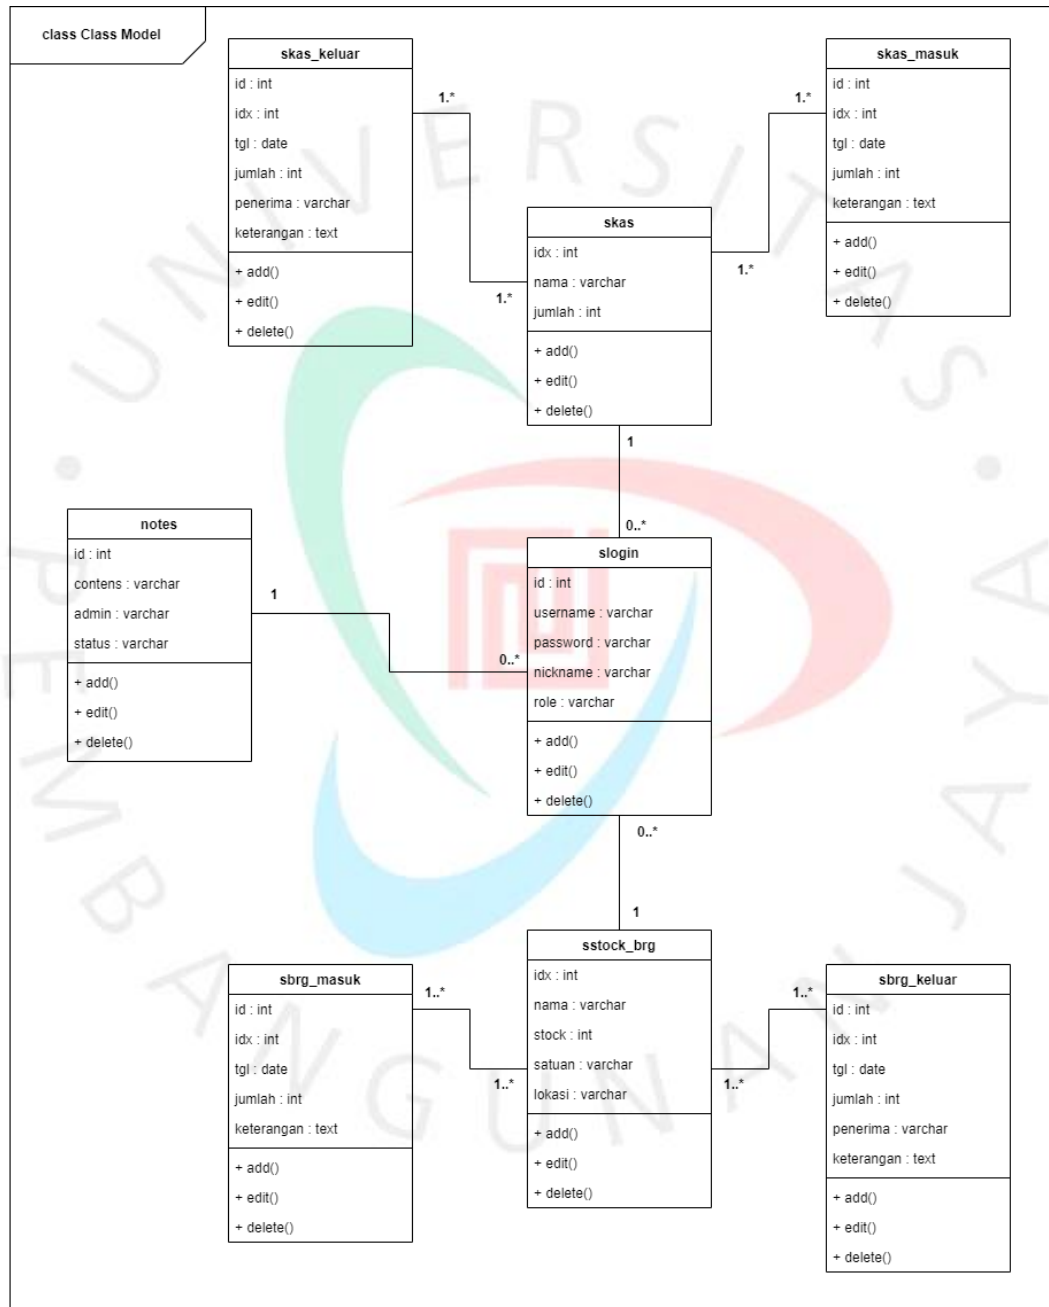 class Class Model
skas_keluar
id : int
idx : int
tgl : date
jumlah : int
penerima : varchar
keterangan : text
+ add()
+ edit()
+ delete()
1.*
1.*
skas_masuk
id : int
idx : int
tgl : date
jumlah : int
keterangan : text
+ add()
+ edit()
+ delete()
1.*
1.*
skas
idx : int
nama : varchar
jumlah : int
+ add()
+ edit()
+ delete()
1
0..*
notes
id : int
contens : varchar
admin : varchar
status : varchar
+ add()
+ edit()
+ delete()
1
0..*
slogin
id : int
username : varchar
password : varchar
nickname : varchar
role : varchar
+ add()
+ edit()
+ delete()
0..*
1
sstock_brg
idx : int
nama : varchar
stock : int
satuan : varchar
lokasi : varchar
+ add()
+ edit()
+ delete()
sbrg_masuk
id : int
idx : int
tgl : date
jumlah : int
keterangan : text
+ add()
+ edit()
+ delete()
1..*
1..*
sbrg_keluar
id : int
idx : int
tgl : date
jumlah : int
penerima : varchar
keterangan : text
+ add()
+ edit()
+ delete()
1..*
1..*
UNIVERSITAS
PEMBANGUNAN JAYA